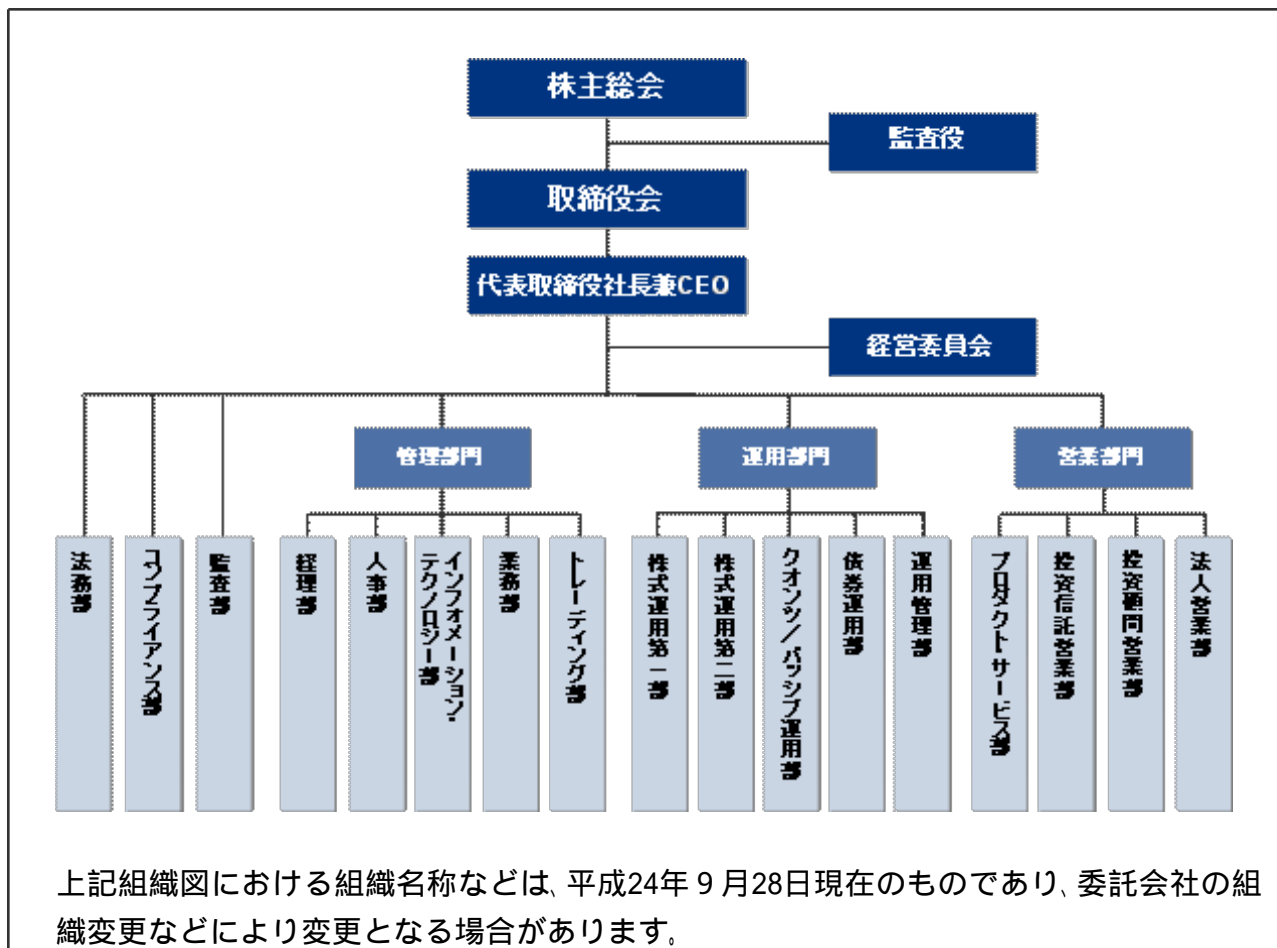 株主総会
監査役
取締役会
代表取締役社長兼CEO
経営委員会
管理部門
運用部門
営業部門
法務部
コンプライアンス部
監査部
経理部
人事部
インフォメーション・
テクノロジー部
業務部
トレーディング部
株式運用第一部
株式運用第二部
クオンツ/パッシブ運用部
債券運用部
運用管理部
プロダクト・サービス部
投資信託営業部
投資顧問営業部
法人営業部
上記組織図における組織名称などは、平成24年9月28日現在のものであり、委託会社の組
織変更などにより変更となる場合があります。